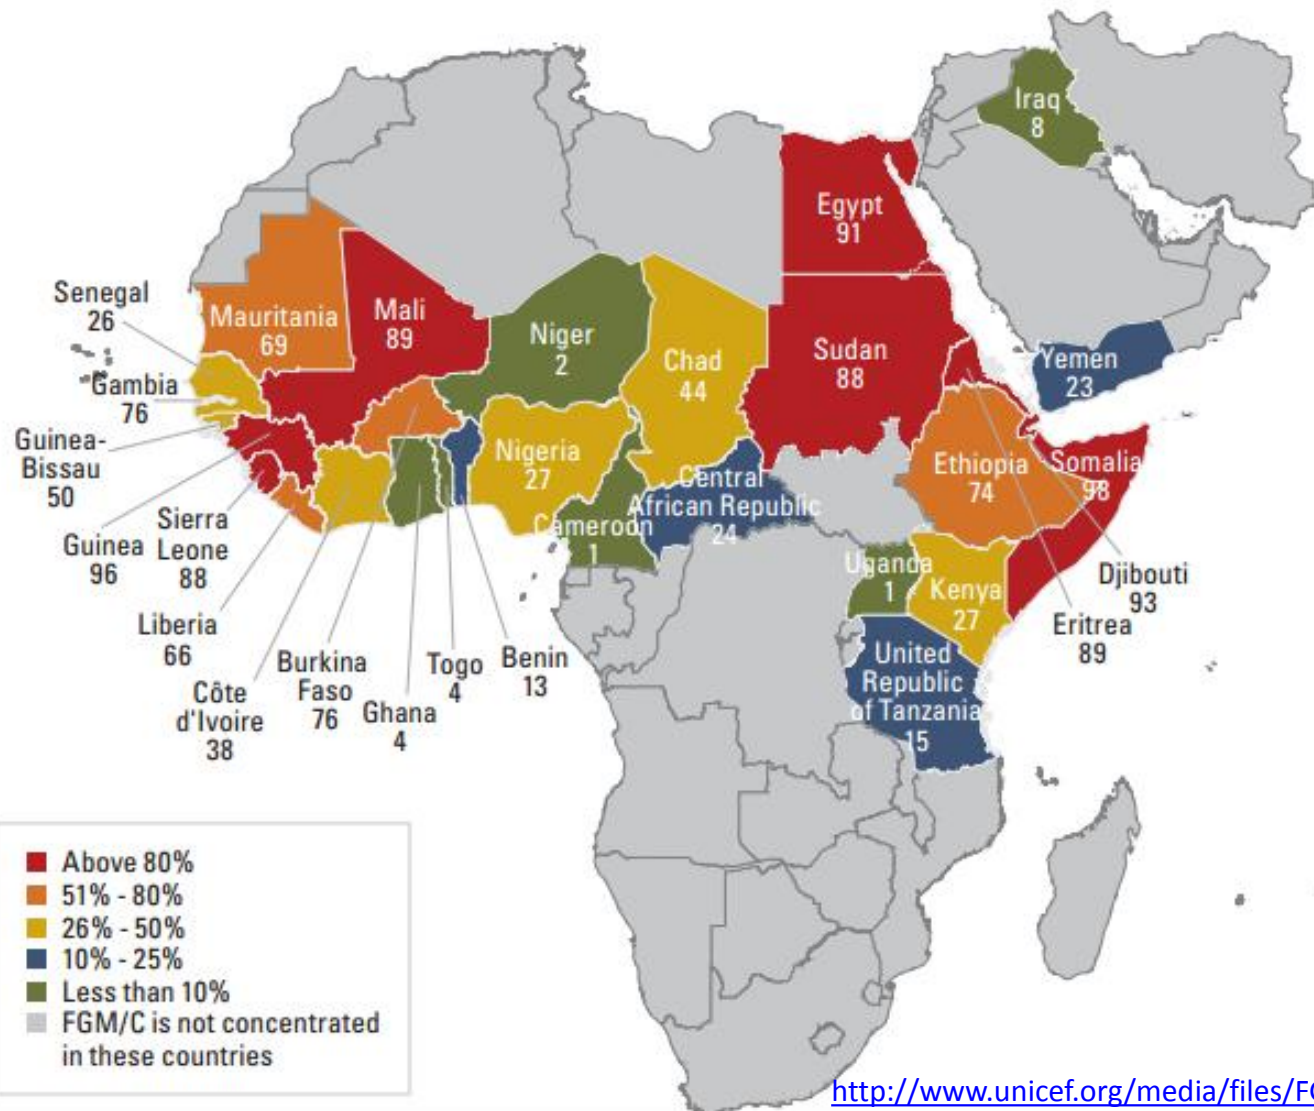 Iraq
8
Egypt
91
Senegal
26
Mauritania
69
Mali
89
Niger
2
Chad
44
Sudan
88
Yemen
23
Gambia
76
Guinea-
Bissau
50
Nigeria
27
Ethiopia
74
Somalia
98
Central
African Republic
24
Cameroon
1
Guinea
96
Sierra
Leone
88
Uganda
1
Kenya
27
Djibouti
93
Eritrea
89
Liberia
66
Côte
d'Ivoire
38
Burkina
Faso
76
Ghana
4
Togo
4
Benin
13
United
Republic
of Tanzania
15
Above 80%
51% - 80%
26% - 50%
10% - 25%
Less than 10%
FGM/C is not concentrated
in these countries
http://www.unicef.org/media/files/FG